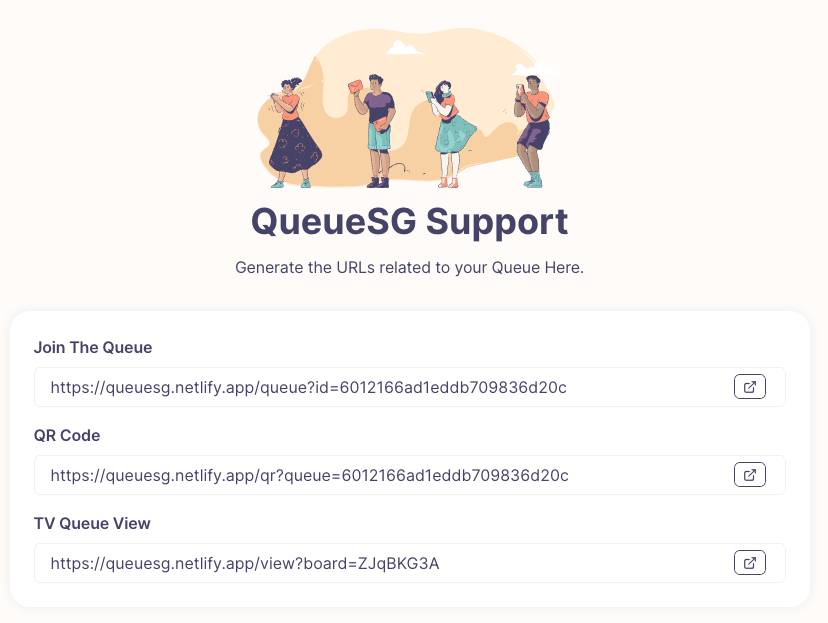 QueueSG Support
Generate the URLs related to your Queue Here.
Join The Queue
https://queuesg.netlify.app/queue?id=6012166ad1eddb709836d20c
QR Code
https://queuesg.netlify.app/qr?queue=6012166ad1eddb709836d20c
TV Queue View
https://queuesg.netlify.app/view?board=ZJqBKG3A